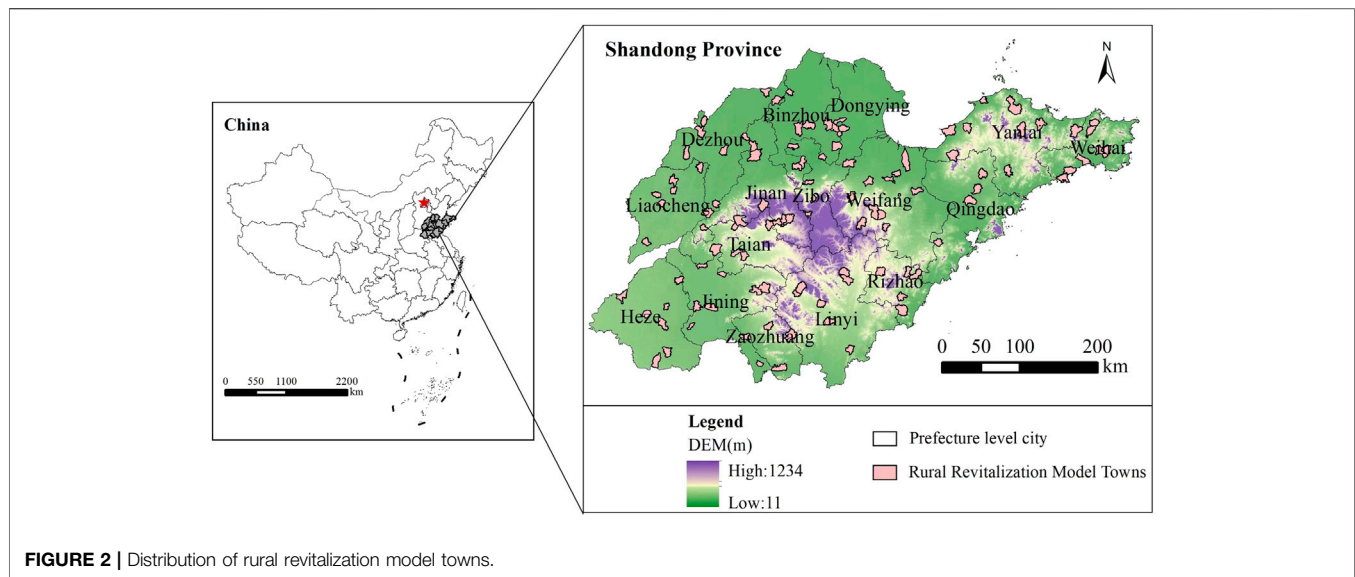 China
0 550 1100 2200
km
Shandong Province
N
Dongying
Binzhou
Dezhou
Yantai
Weihai
Jinan Zibo
Weifang
Liaocheng
Qingdao
Taian
Rizhao
Jining
Heze
Linyi
Zaozhuang
0 50 100 200
km
Legend
DEM(m)
High:1234
Low:11
Prefecture level city
Rural Revitalization Model Towns
FIGURE 2 | Distribution of rural revitalization model towns.